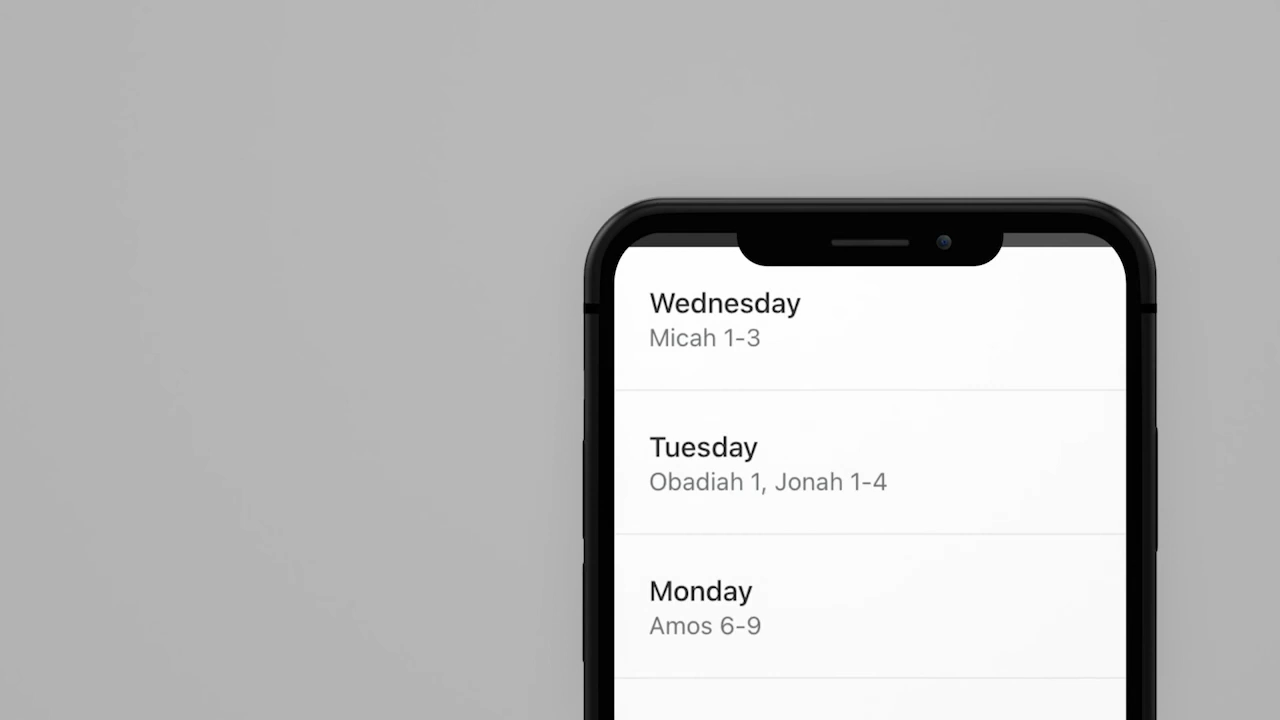 Wednesday
Micah 1-3
Tuesday
Obadiah 1, Jonah 1-4
Monday
Amos 6-9